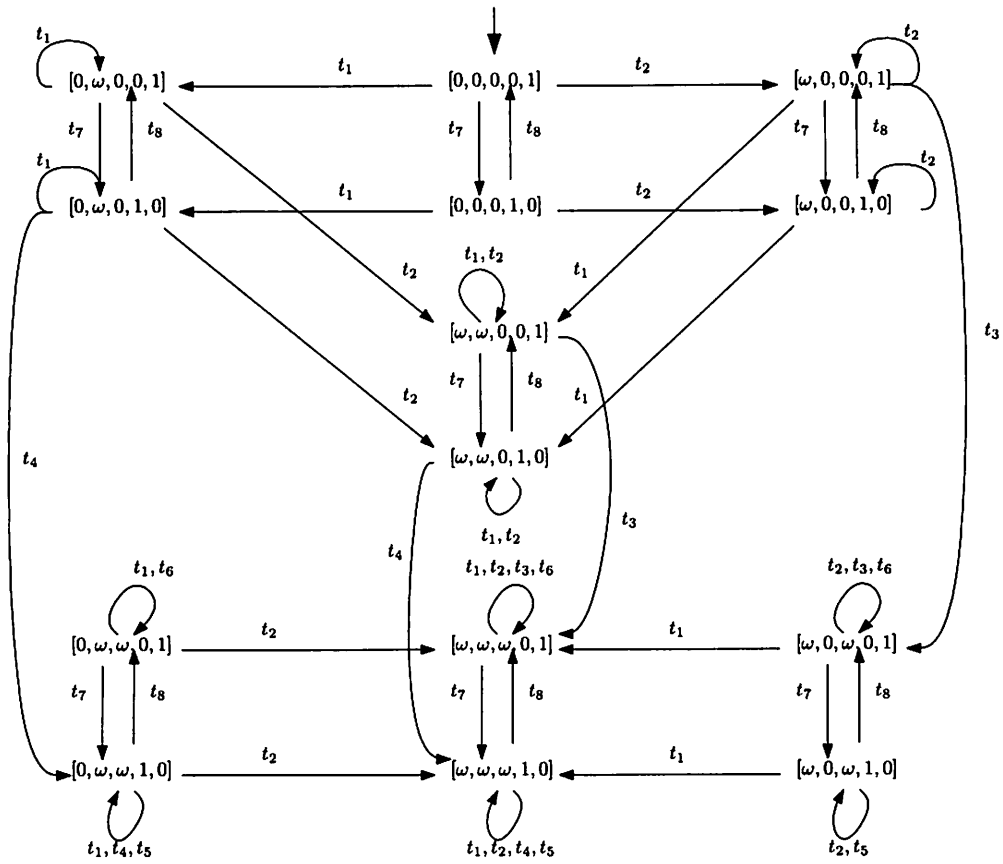 t₁ t₂
t₁ t₂
[0, ω, 0, 0, 1] [0, 0, 0, 0, 1] [ω, 0, 0, 0, 1]
t₇ t₈ t₇ t₈ t₇ t₈
t₁ t₁ t₂ t₂
[0, ω, 0, 1, 0] [0, 0, 0, 1, 0] [ω, 0, 0, 1, 0]
t₁, t₂
t₂ t₁
[ω, ω, 0, 0, 1] t₃
t₇ t₈
t₂ t₁
t₄ [ω, ω, 0, 1, 0]
t₁, t₂ t₃
t₄
t₁, t₆ t₁, t₂, t₃, t₆ t₂, t₃, t₆
[0, ω, ω, 0, 1] t₂ [ω, ω, ω, 0, 1] t₁ [ω, 0, ω, 0, 1]
t₇ t₈ t₇ t₈ t₇ t₈
[0, ω, ω, 1, 0] t₂ [ω, ω, ω, 1, 0] t₁ [ω, 0, ω, 1, 0]
t₁, t₄, t₅ t₁, t₂, t₄, t₅ t₂, t₅